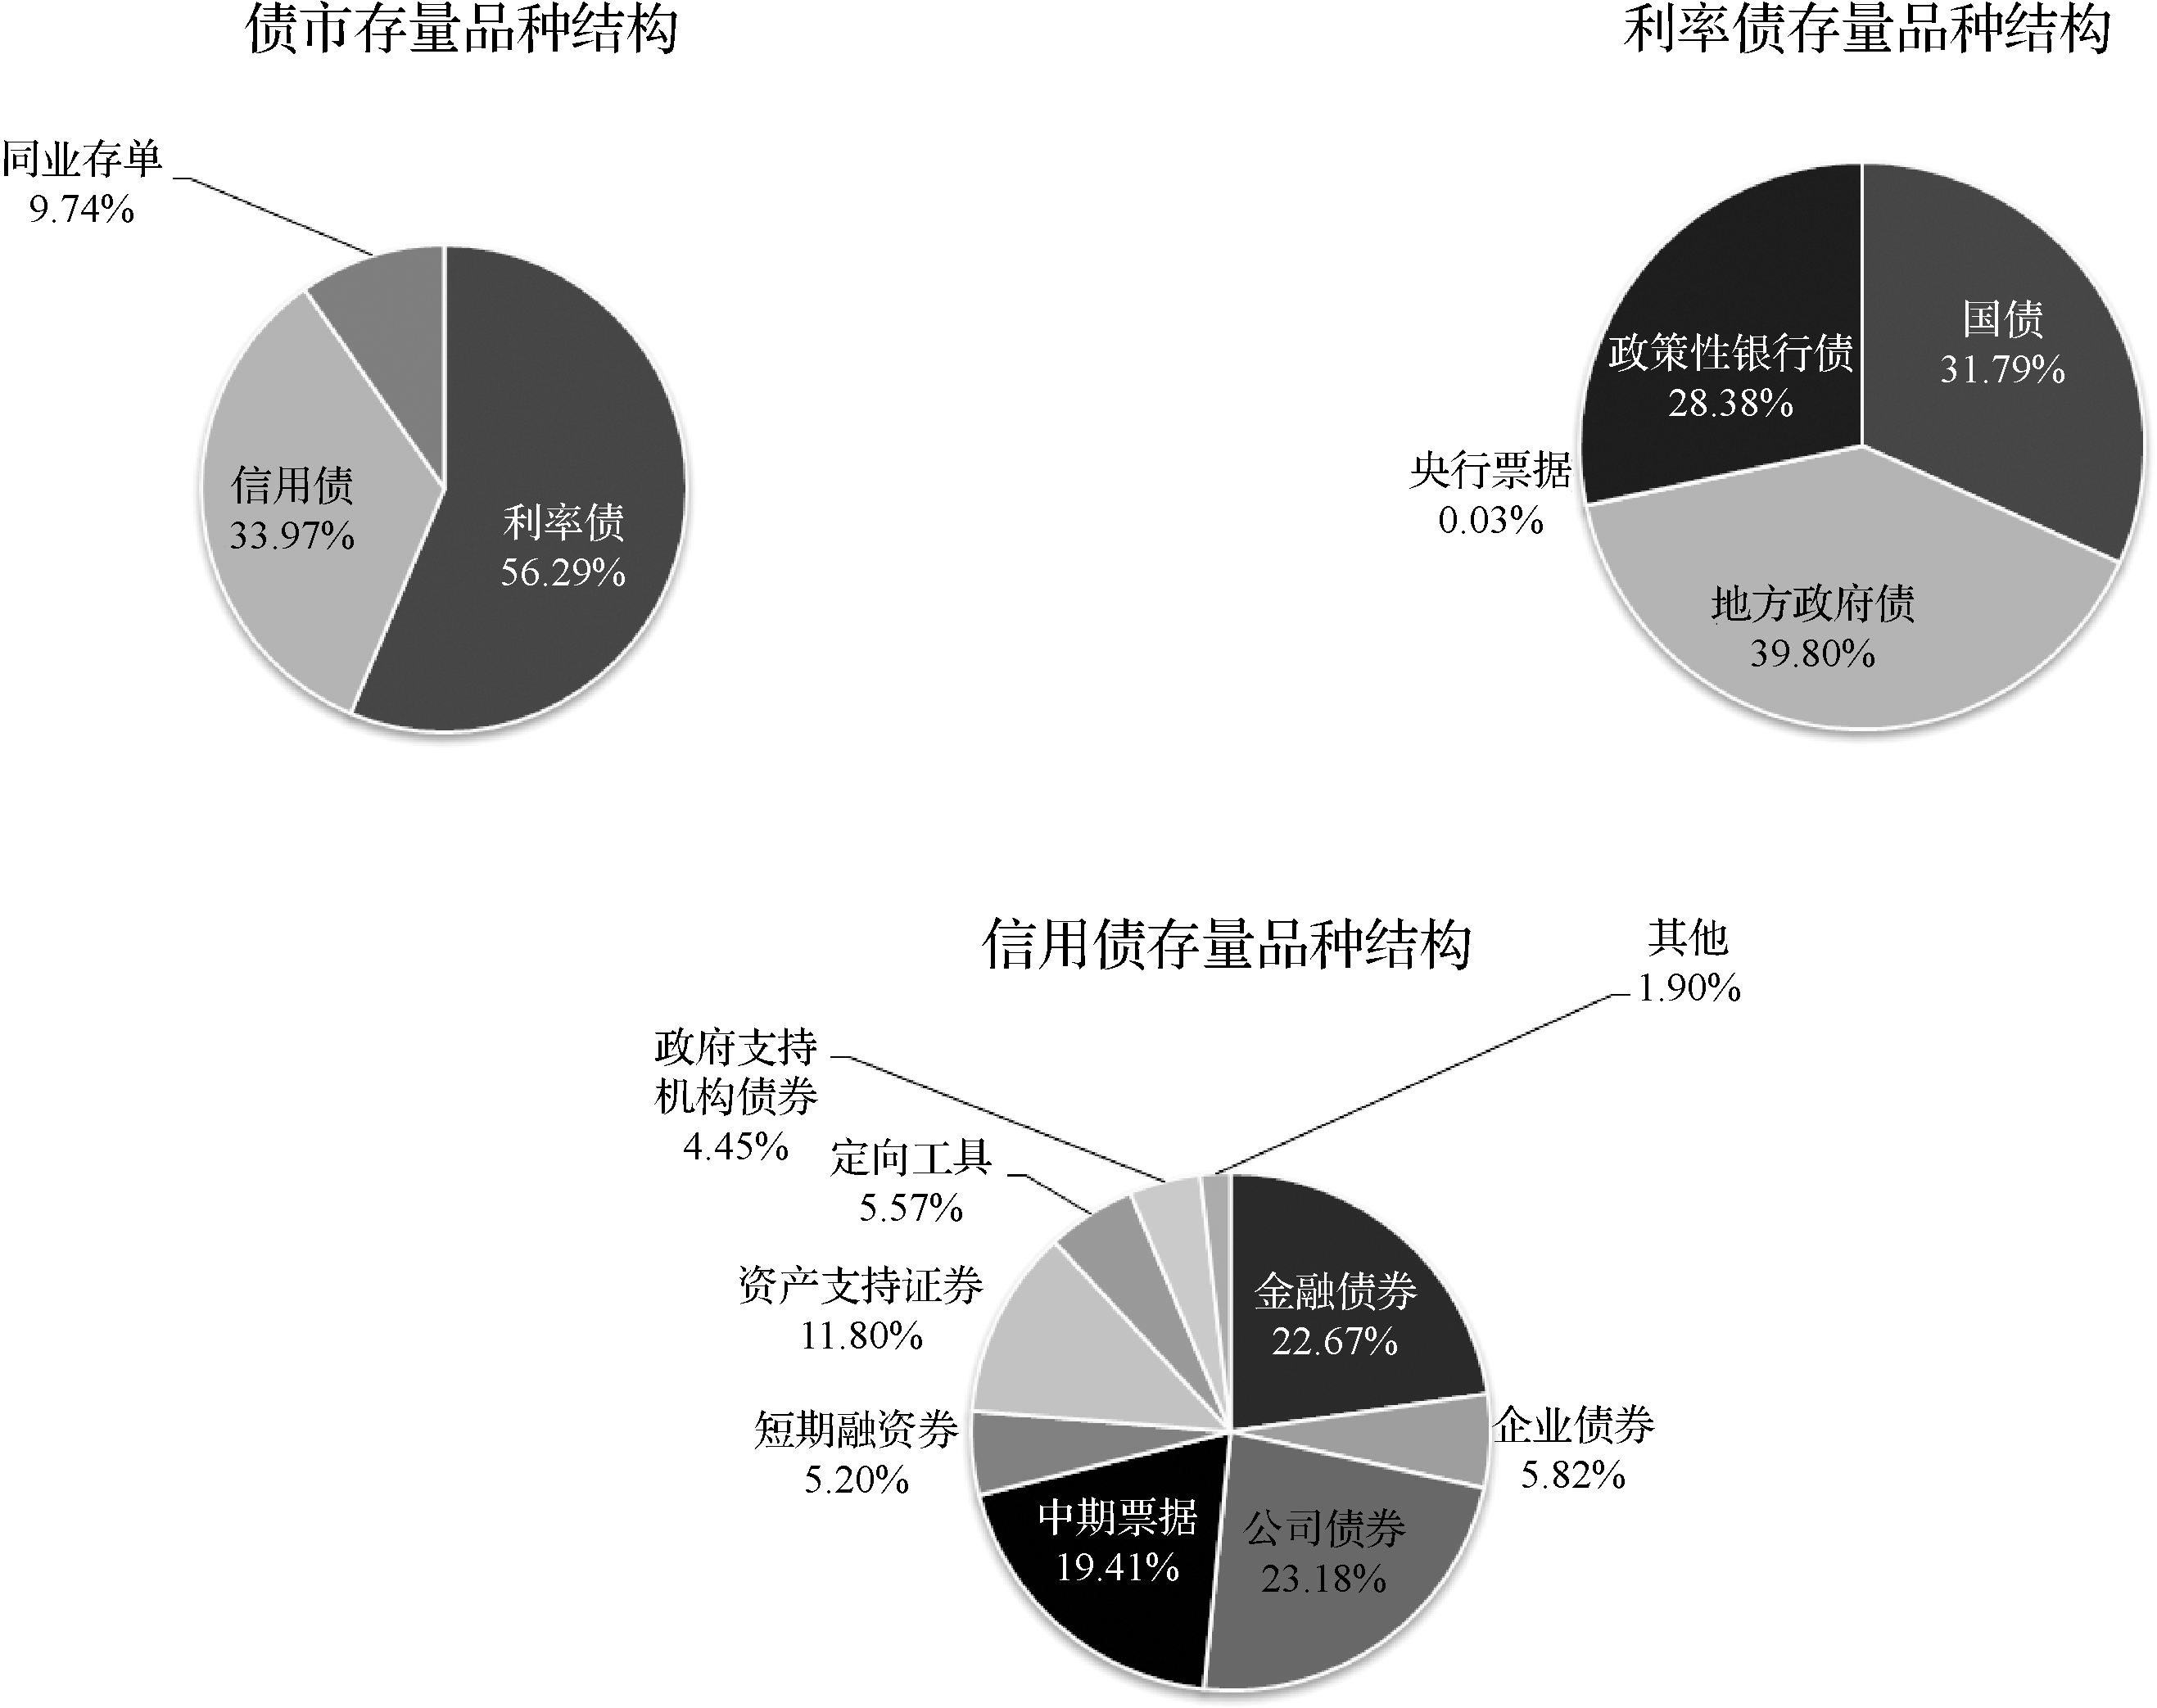 债市存量品种结构
同业存单
9.74%
信用债
33.97%
利率债
56.29%
利率债存量品种结构
国债
31.79%
政策性银行债
28.38%
央行票据
0.03%
地方政府债
39.80%
信用债存量品种结构
其他
1.90%
政府支持
机构债券
4.45%
定向工具
5.57%
资产支持证券
11.80%
金融债券
22.67%
短期融资券
5.20%
企业债券
5.82%
中期票据
19.41%
公司债券
23.18%